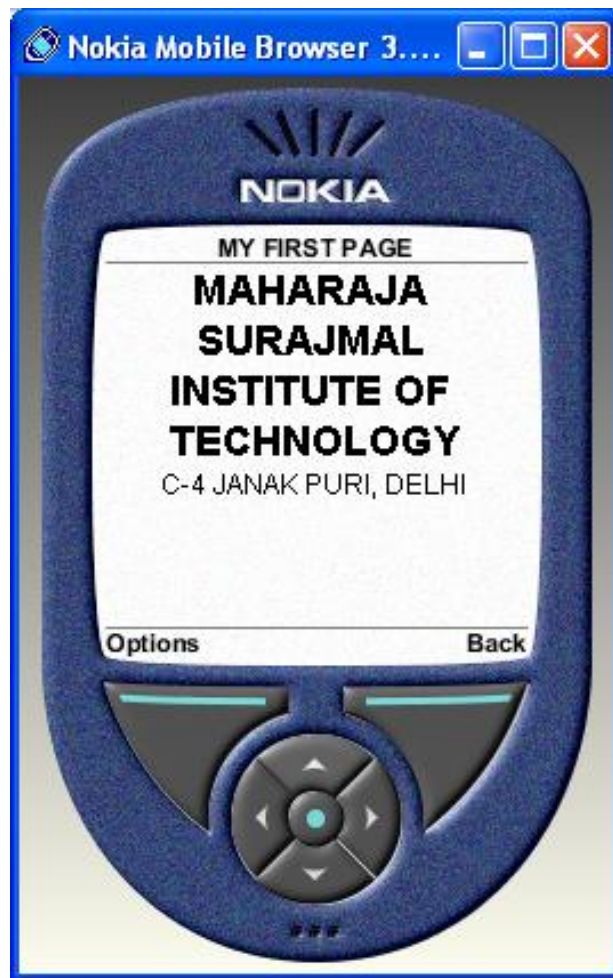 Nokia Mobile Browser 3....
NOKIA
MY FIRST PAGE
MAHARAJA
SURAJMAL
INSTITUTE OF
TECHNOLOGY
C-4 JANAK PURI, DELHI
Options Back
###